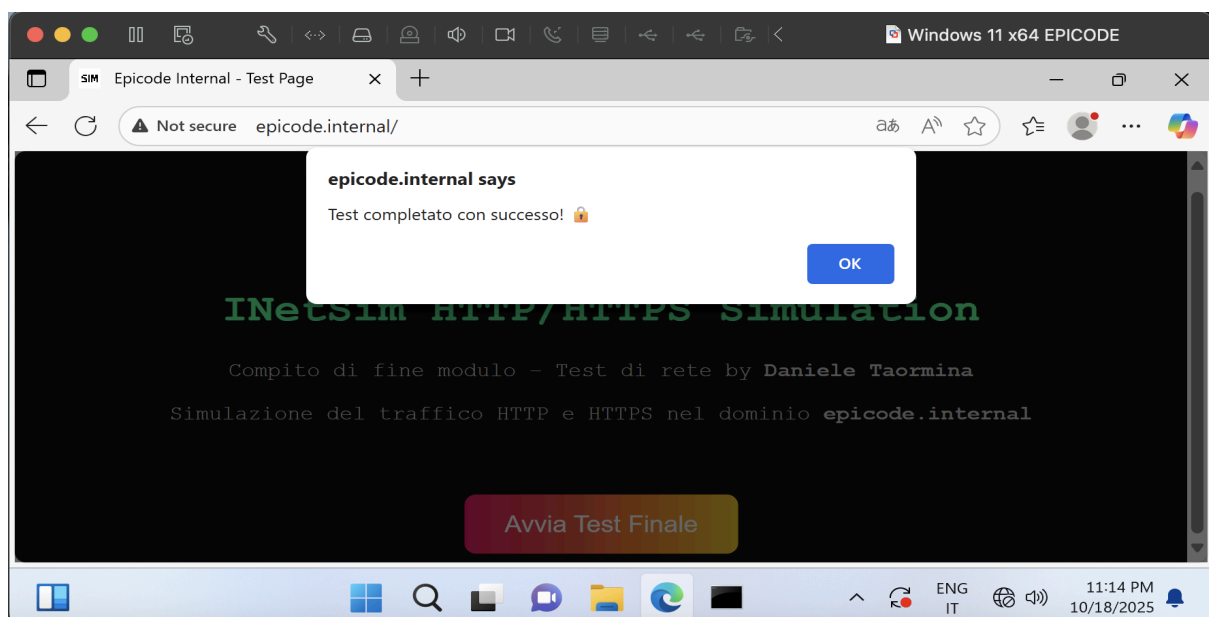 Windows 11 x64 EPICODE
SIM Epicode Internal - Test Page
Not secure epicode.internal/
epicode.internal says
Test completato con successo! 🔒
OK
INetSim HTTP/HTTPS Simulation
Compito di fine modulo – Test di rete by Daniele Taormina
Simulazione del traffico HTTP e HTTPS nel dominio epicode.internal
Avvia Test Finale
ENG 11:14 PM
IT 10/18/2025